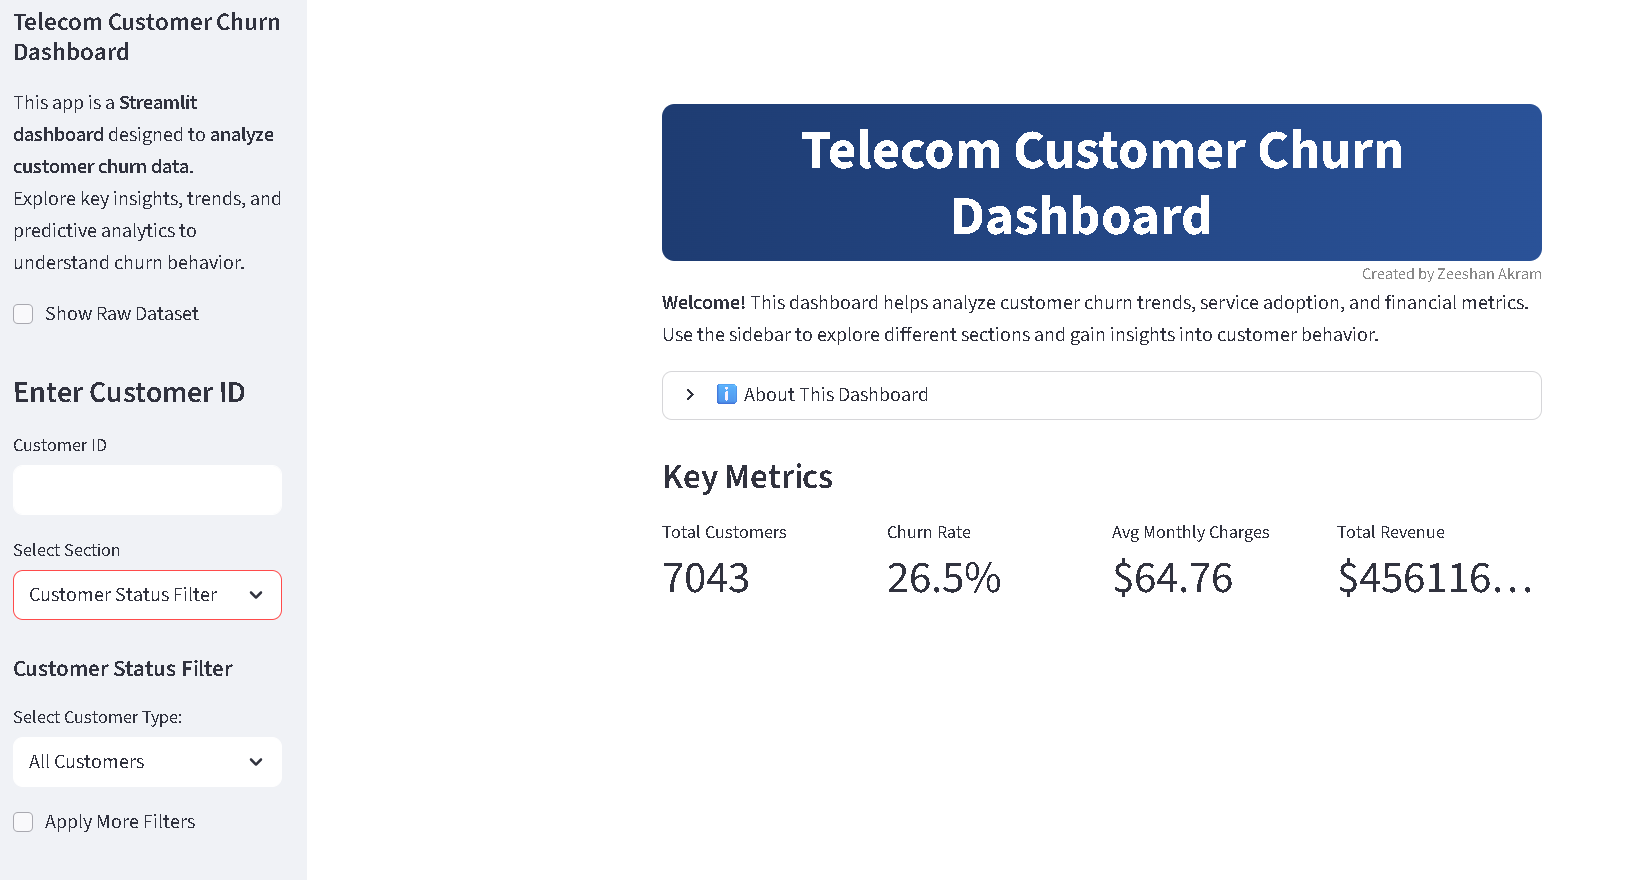 Telecom Customer Churn
Dashboard
This app is a Streamlit
dashboard designed to analyze
customer churn data.
Explore key insights, trends, and
predictive analytics to
understand churn behavior.
Show Raw Dataset
Enter Customer ID
Customer ID
Select Section
Customer Status Filter
Customer Status Filter
Select Customer Type:
All Customers
Apply More Filters
Telecom Customer Churn
Dashboard
Created by Zeeshan Akram
Welcome! This dashboard helps analyze customer churn trends, service adoption, and financial metrics.
Use the sidebar to explore different sections and gain insights into customer behavior.
ℹ️ About This Dashboard
Key Metrics
Total Customers
7043
Churn Rate
26.5%
Avg Monthly Charges
$64.76
Total Revenue
$456116…